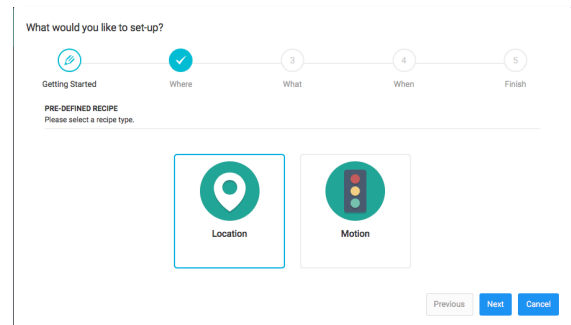 What would you like to set-up?
3
4
5
Getting Started
Where
What
When
Finish
PRE-DEFINED RECIPE
Please select a recipe type.
Location
Motion
Previous
Next
Cancel